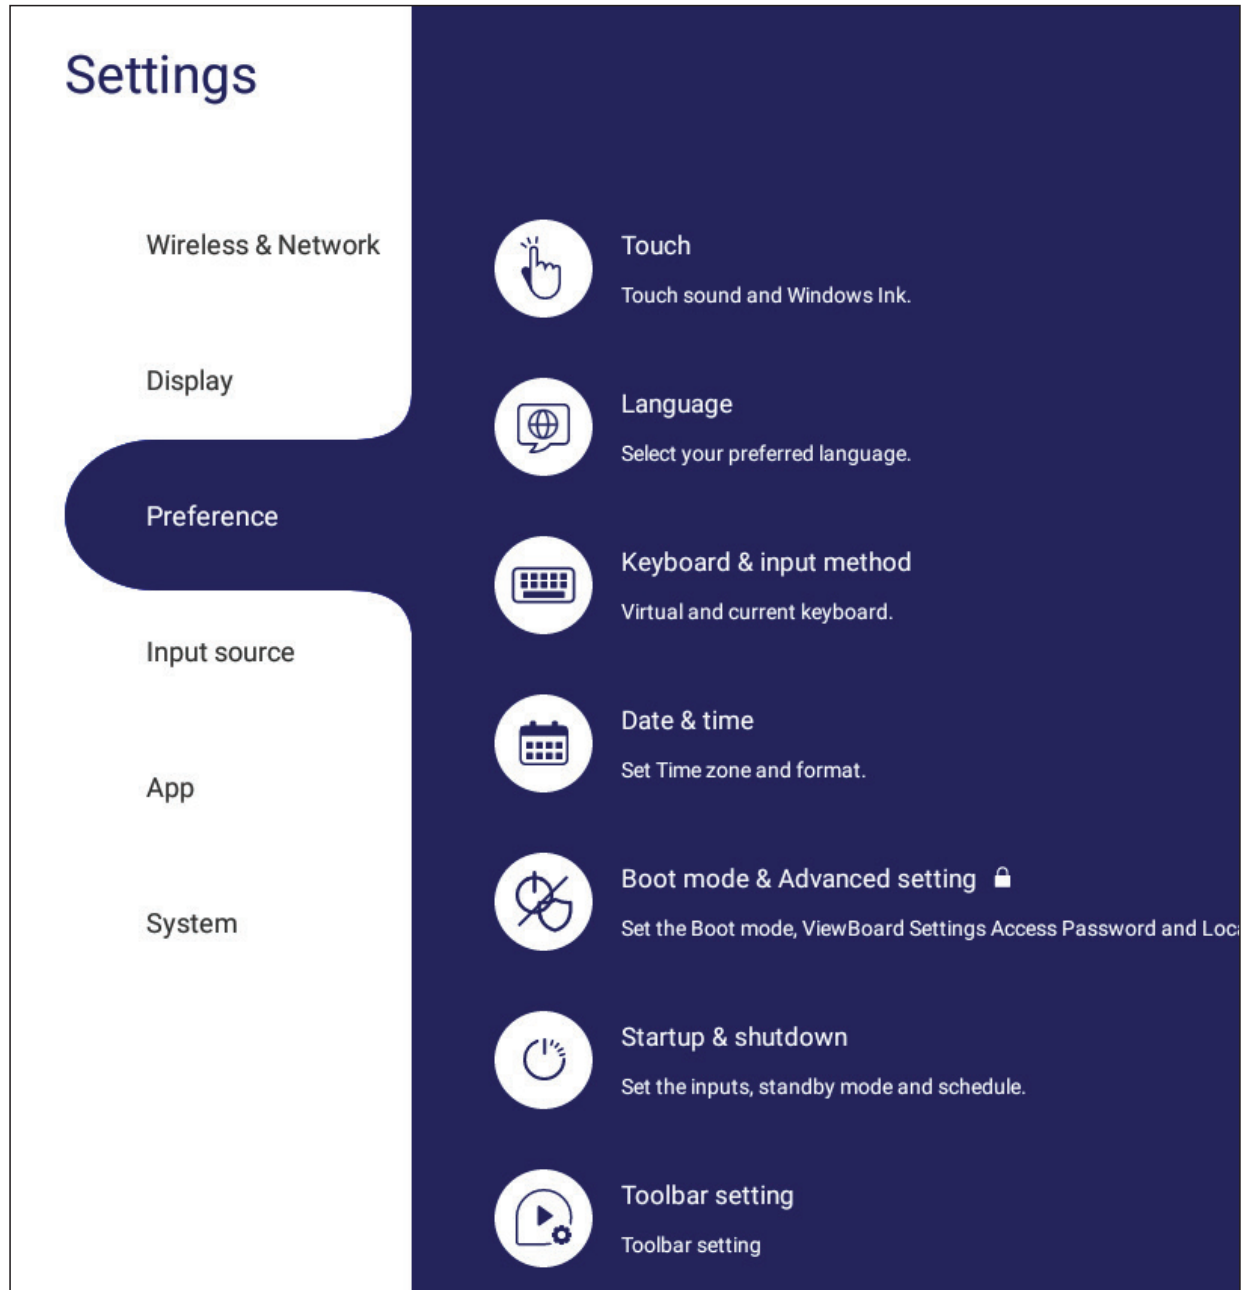 Settings
Wireless & Network
Display
Preference
Input source
App
System
Touch
Touch sound and Windows Ink.
Language
Select your preferred language.
Keyboard & input method
Virtual and current keyboard.
Date & time
Set Time zone and format.
Boot mode & Advanced setting
Set the Boot mode, ViewBoard Settings Access Password and
Startup & shutdown
Set the inputs, standby mode and schedule.
Toolbar setting
Toolbar setting